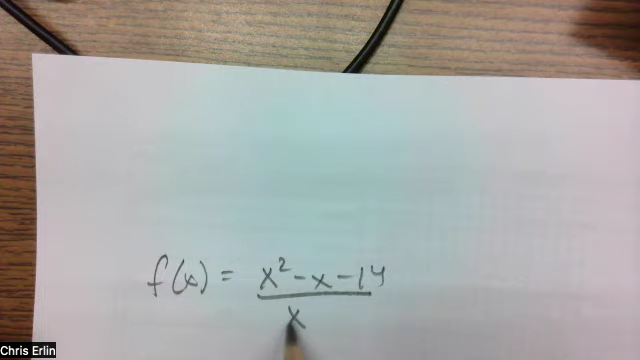 f(x) = x² - x - 14
x
Chris Erlin